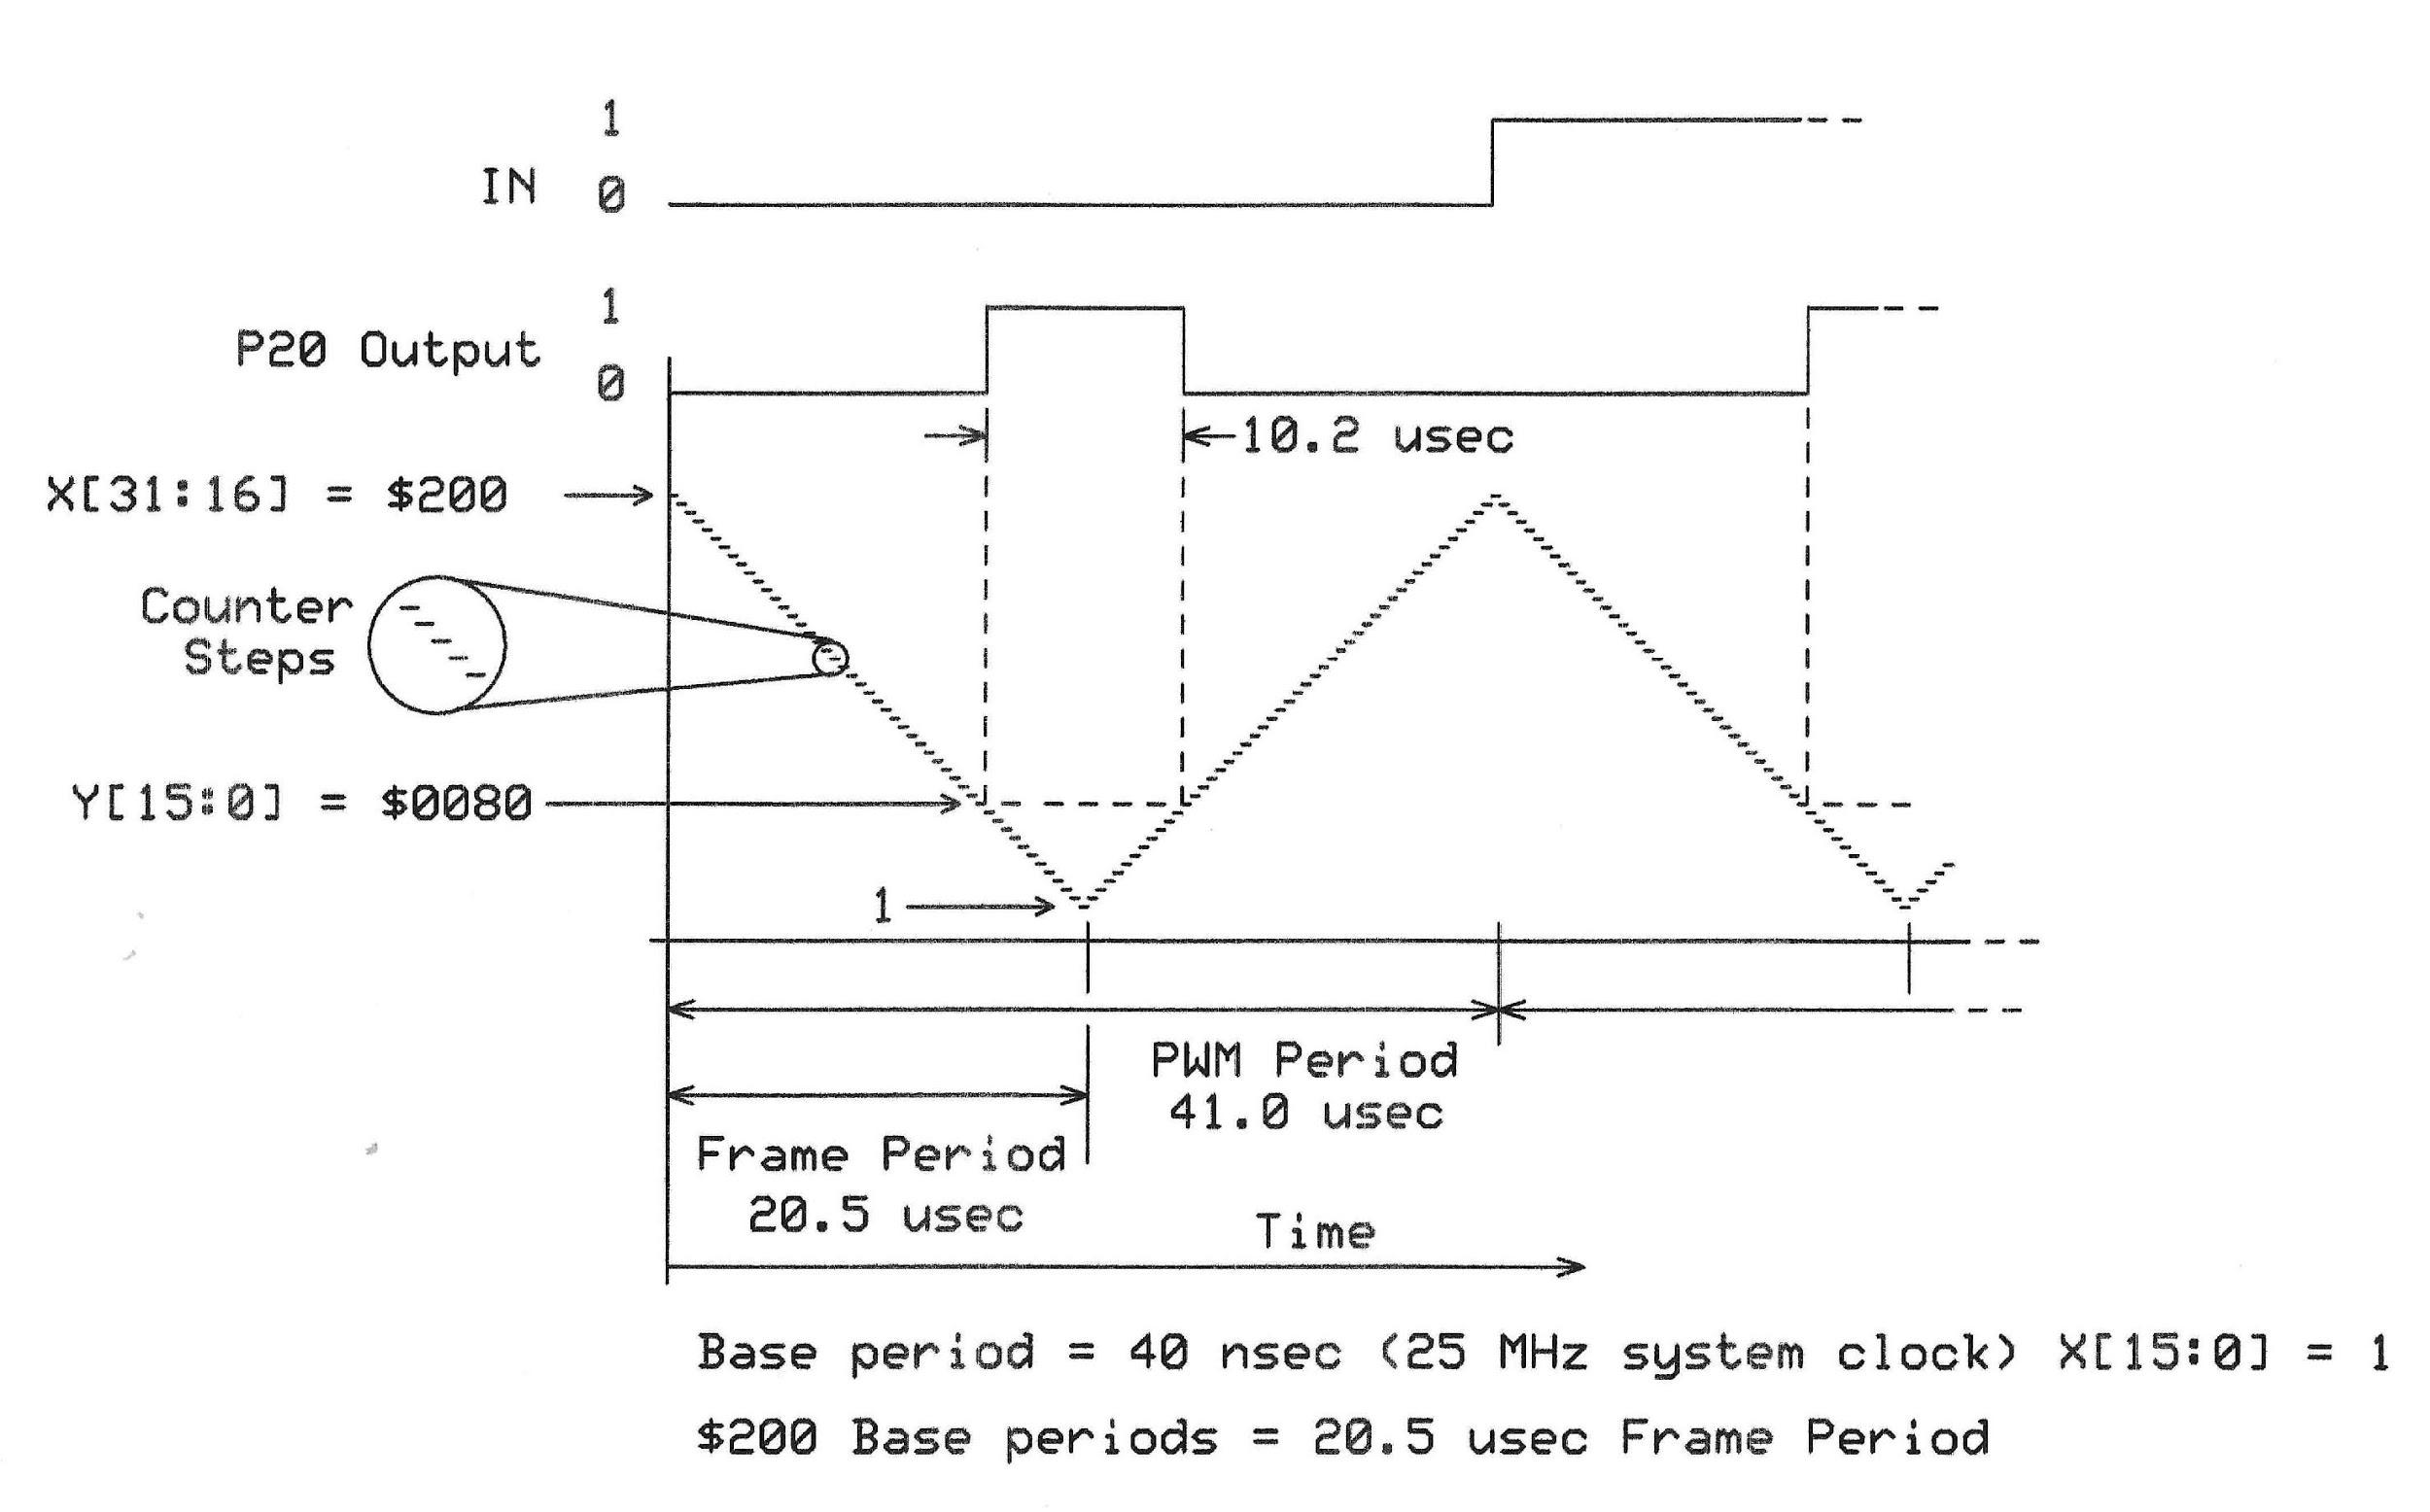 1
IN 0
1
P20 Output 0
10.2 usec
X[31:16] = $200
Counter
Steps
Y[15:0] = $0080
1
PWM Period
41.0 usec
Frame Period
20.5 usec
Time
Base period = 40 nsec (25 MHz system clock) X[15:0] = 1
$200 Base periods = 20.5 usec Frame Period